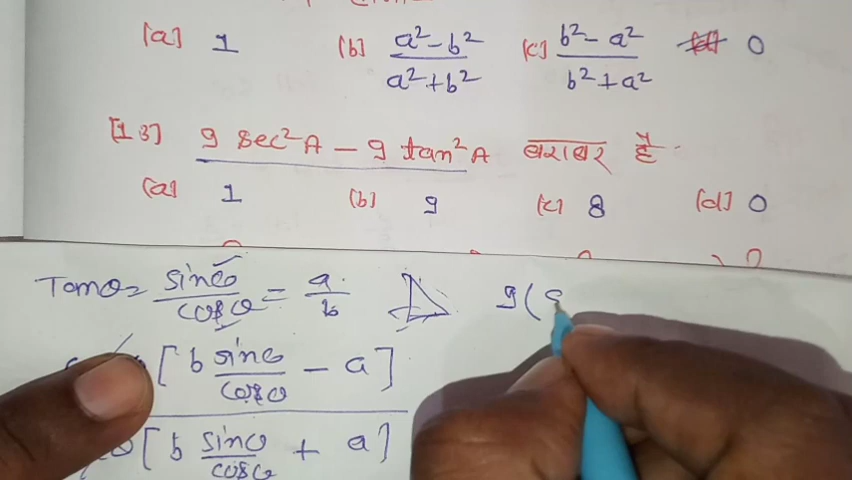 [a] 1 (b) a²-b² / a²+b² [c] b²-a² / b²+a² [d] 0
[13] 9 sec²A - 9 tan²A बराबर है
(a) 1 (b) 9 (c) 8 (d) 0
Tanθ = sinθ / cosθ = a / b 9(s
[b sinθ / cosθ - a]
[b sinθ / cosθ + a]